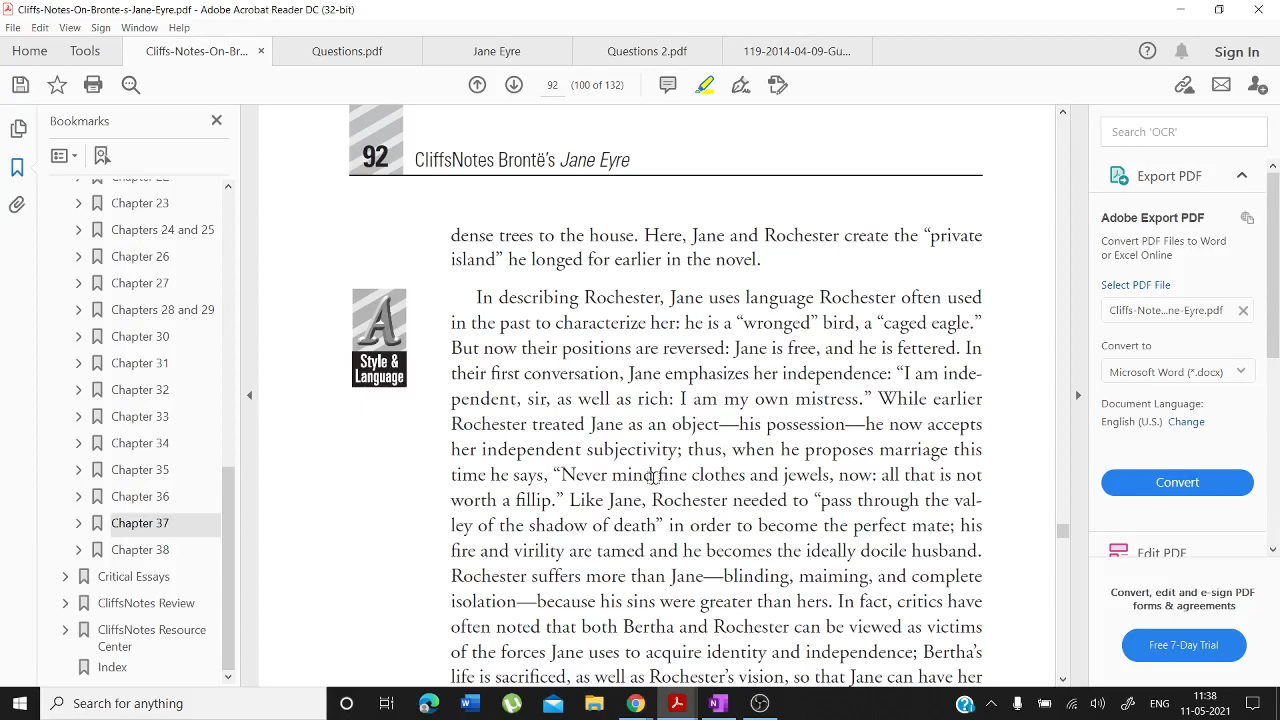 Cliffs-Notes-On-Bronte-s-Jane-Eyre.pdf - Adobe Acrobat Reader DC (32-bit)
File Edit View Sign Window Help
Home Tools Cliffs-Notes-On-Br... × Questions.pdf Jane Eyre Questions 2.pdf 119-2014-04-09-Gu... Sign In
92 (100 of 132)
Bookmarks
Chapter 22
Chapter 23
Chapters 24 and 25
Chapter 26
Chapter 27
Chapters 28 and 29
Chapter 30
Chapter 31
Chapter 32
Chapter 33
Chapter 34
Chapter 35
Chapter 36
Chapter 37
Chapter 38
Critical Essays
CliffsNotes Review
CliffsNotes Resource
Center
Index
92 CliffsNotes Brontë's Jane Eyre
dense trees to the house. Here, Jane and Rochester create the “private
island” he longed for earlier in the novel.
A
Style &
Language
In describing Rochester, Jane uses language Rochester often used
in the past to characterize her: he is a “wronged” bird, a “caged eagle.”
But now their positions are reversed: Jane is free, and he is fettered. In
their first conversation, Jane emphasizes her independence: “I am inde-
pendent, sir, as well as rich: I am my own mistress.” While earlier
Rochester treated Jane as an object—his possession—he now accepts
her independent subjectivity; thus, when he proposes marriage this
time he says, “Never mind fine clothes and jewels, now: all that is not
worth a fillip.” Like Jane, Rochester needed to “pass through the val-
ley of the shadow of death” in order to become the perfect mate; his
fire and virility are tamed and he becomes the ideally docile husband.
Rochester suffers more than Jane—blinding, maiming, and complete
isolation—because his sins were greater than hers. In fact, critics have
often noted that both Bertha and Rochester can be viewed as victims
of the forces Jane uses to acquire identity and independence; Bertha's
life is sacrificed, as well as Rochester's vision, so that Jane can have her
Search 'OCR'
Export PDF
Adobe Export PDF
Convert PDF Files to Word
or Excel Online
Select PDF File
Cliffs-Note...ne-Eyre.pdf
Convert to
Microsoft Word (*.docx)
Document Language:
English (U.S.) Change
Convert
Edit PDF
Convert, edit and e-sign PDF
forms & agreements
Free 7-Day Trial
Search for anything
ENG
11:38
11-05-2021